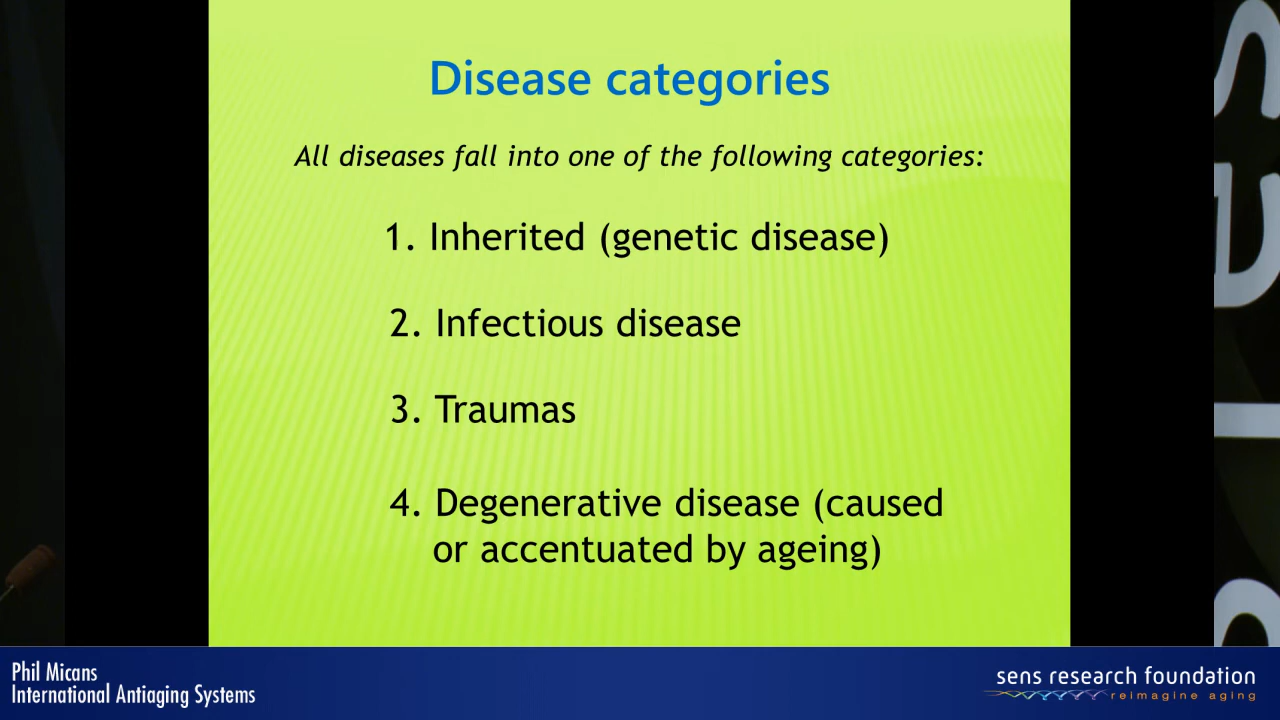 Disease categories
All diseases fall into one of the following categories:
1. Inherited (genetic disease)
2. Infectious disease
3. Traumas
4. Degenerative disease (caused
or accentuated by ageing)
Phil Micans
International Antiaging Systems
sens research foundation
reimagine aging